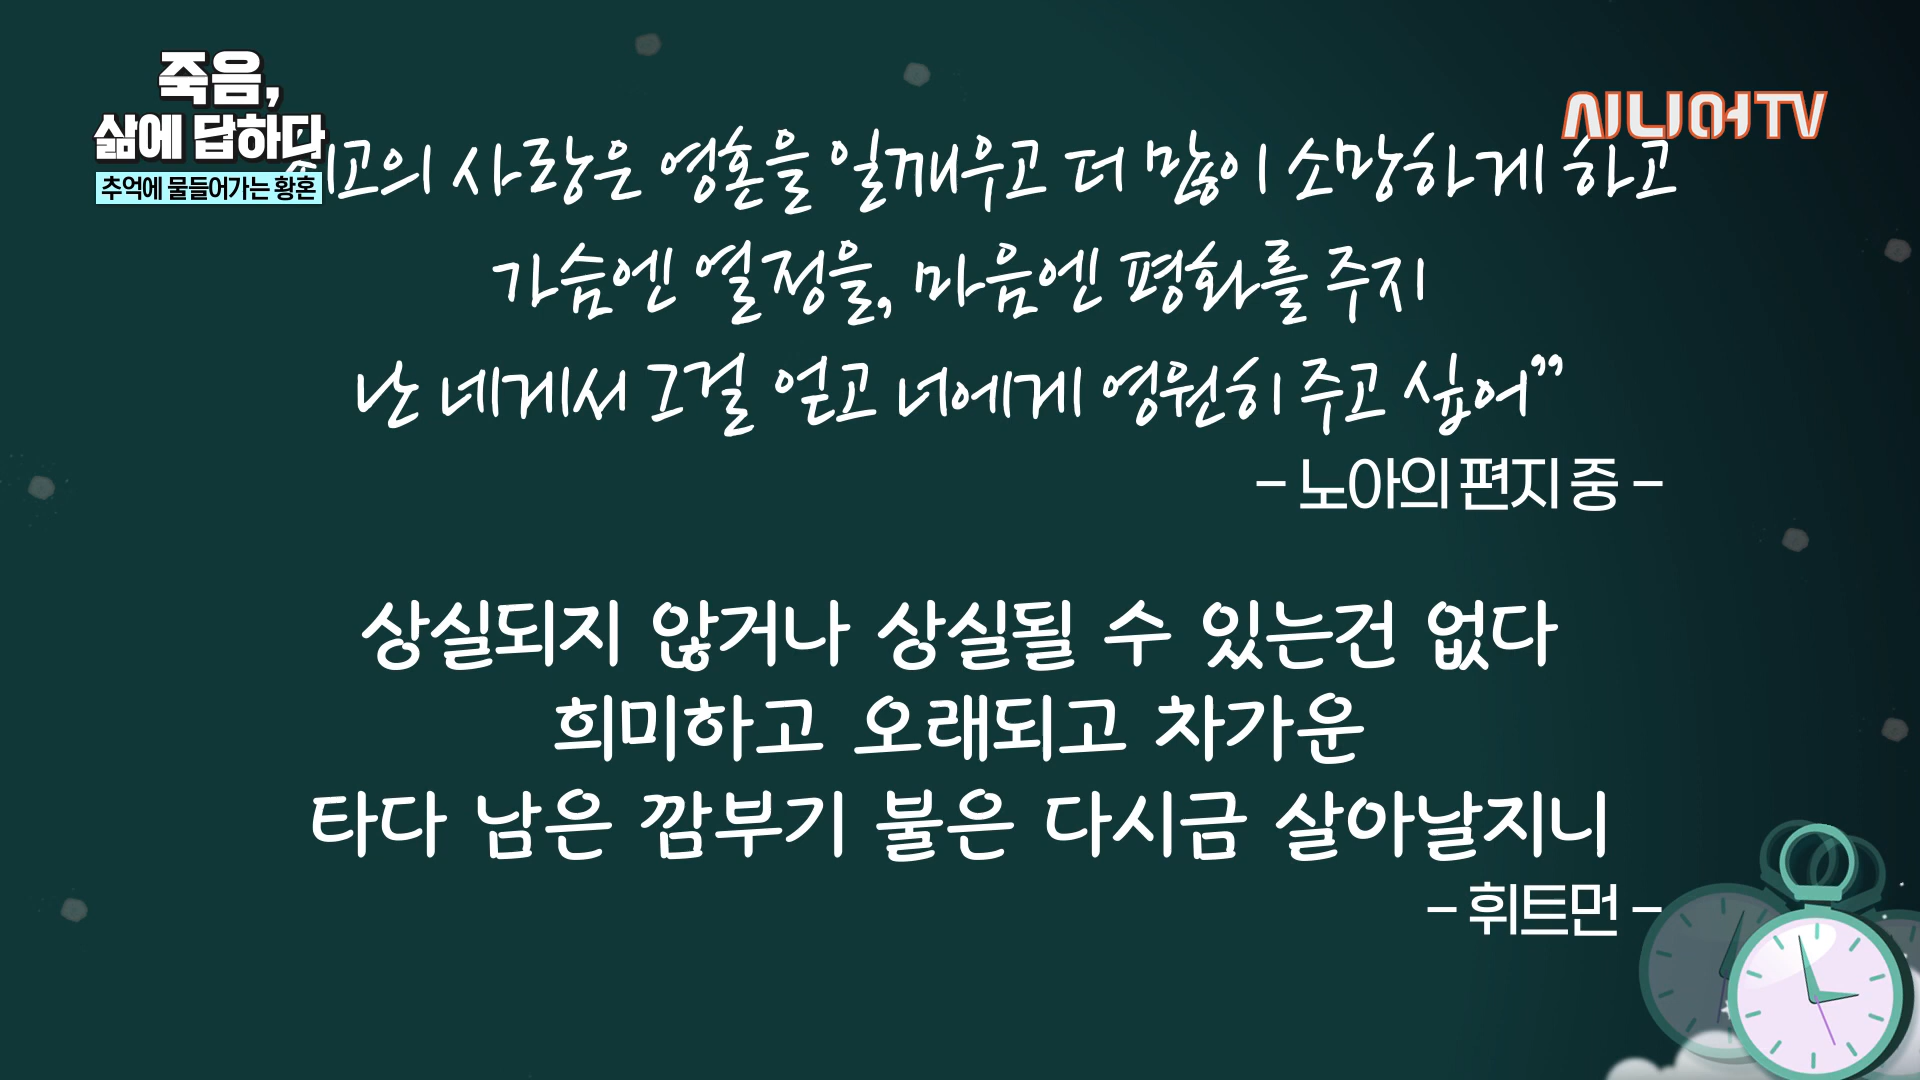 죽음,
삶에 답하다
추억에 물들어가는 황혼
시니어TV
최고의 사랑은 영혼을 일깨우고 더 많이 소망하게 하고
가슴엔 열정을, 마음엔 평화를 주지
난 네게서 그걸 얻고 너에게 영원히 주고 싶어”
– 노아의 편지 중 –
상실되지 않거나 상실될 수 있는건 없다
희미하고 오래되고 차가운
타다 남은 깜부기 불은 다시금 살아날지니
– 휘트먼 –